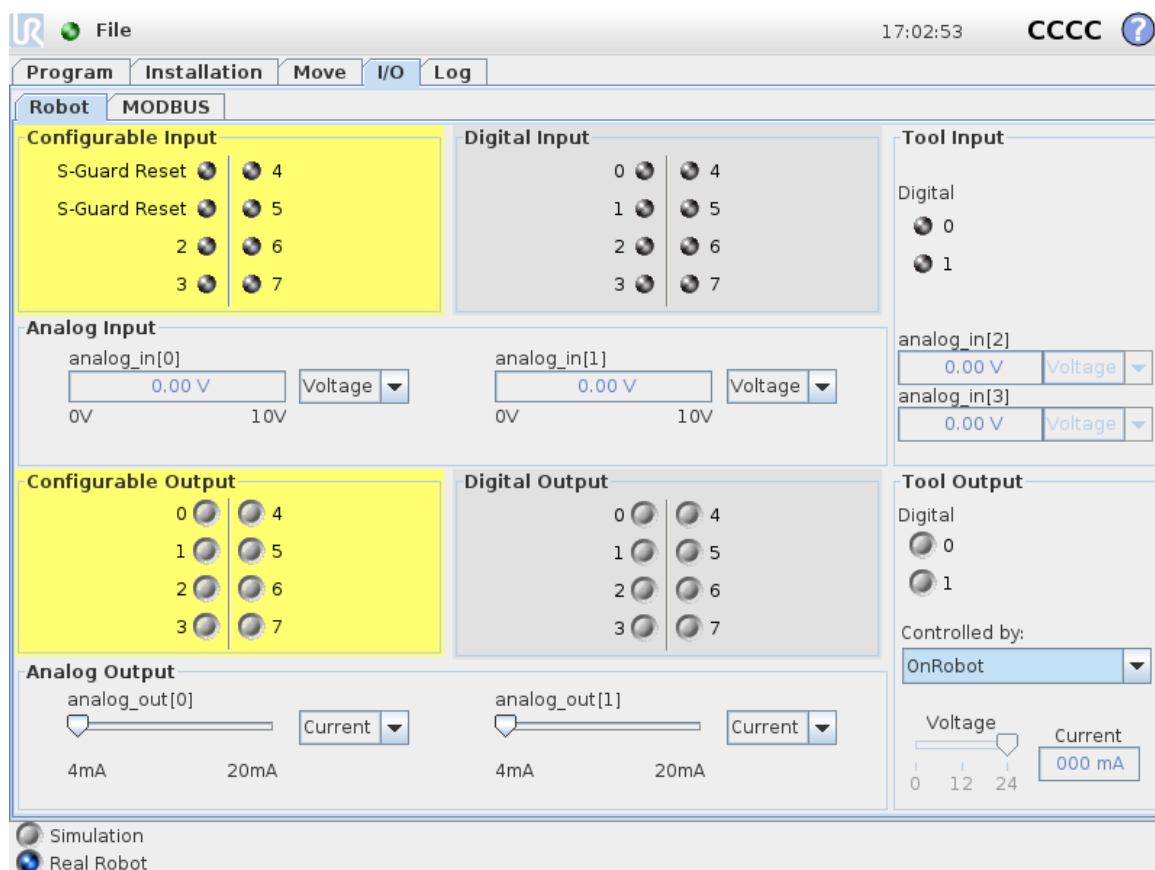 UR File 17:02:53 CCCC ?
Program Installation Move I/O Log
Robot MODBUS
Configurable Input
S-Guard Reset 4
S-Guard Reset 5
2 6
3 7
Digital Input
0 4
1 5
2 6
3 7
Tool Input
Digital
0
1
Analog Input
analog_in[0]
0.00 V Voltage
0V 10V
analog_in[1]
0.00 V Voltage
0V 10V
analog_in[2]
0.00 V Voltage
analog_in[3]
0.00 V Voltage
Configurable Output
0 4
1 5
2 6
3 7
Digital Output
0 4
1 5
2 6
3 7
Tool Output
Digital
0
1
Controlled by:
OnRobot
Voltage
0 12 24
Current
000 mA
Analog Output
analog_out[0]
Current
4mA 20mA
analog_out[1]
Current
4mA 20mA
Simulation
Real Robot